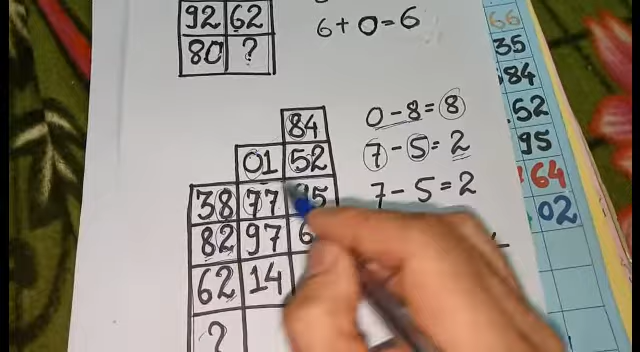 92 62
6 + 0 = 6
80 ?
66
35
84
84
0 - 8 = 8
52
01 52
7 - 5 = 2
95
38 77 95
7 - 5 = 2
64
82 97 6
02
62 14
?